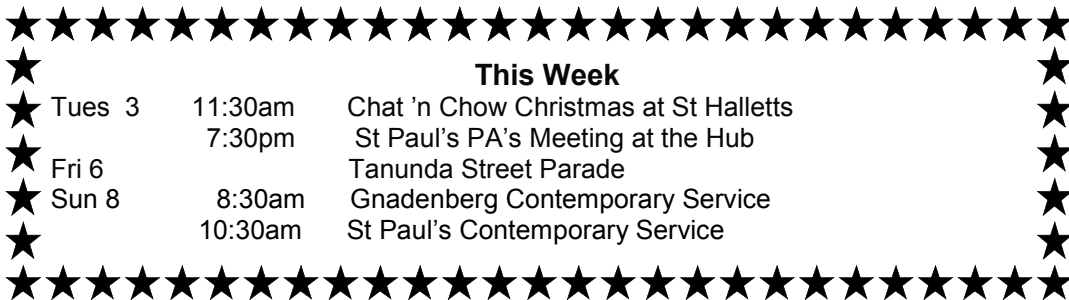 This Week
Tues 3 11:30am Chat ’n Chow Christmas at St Halletts
7:30pm St Paul’s PA’s Meeting at the Hub
Fri 6 Tanunda Street Parade
Sun 8 8:30am Gnadenberg Contemporary Service
10:30am St Paul’s Contemporary Service